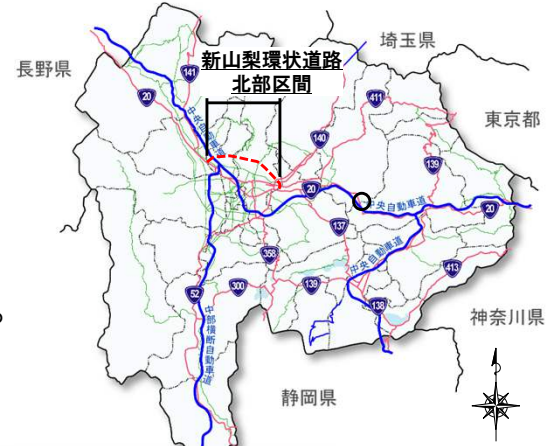 埼玉県
新山梨環状道路
北部区間
長野県
141
20
中央自動車道
411
東京都
140
139
20
中央自動車道
20
137
358
中央自動車道
413
52
300
139
138
神奈川県
中部横断自動車道
静岡県